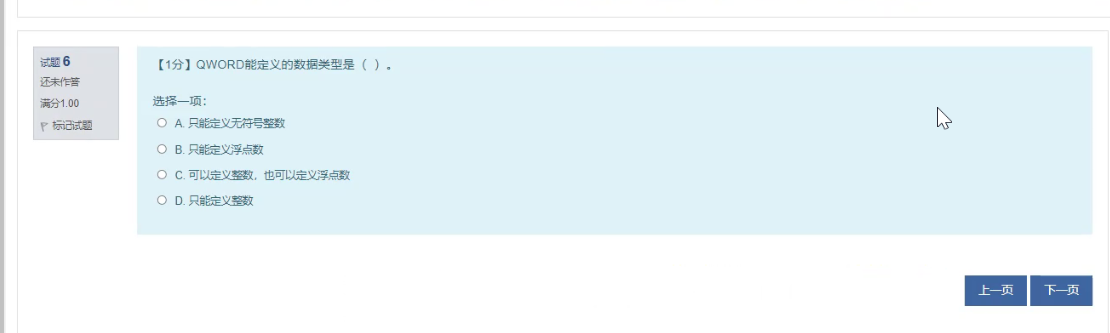 试题 6
还未作答
满分1.00
标记试题
【1分】QWORD能定义的数据类型是（ ）。
选择一项：
A. 只能定义无符号整数
B. 只能定义浮点数
C. 可以定义整数，也可以定义浮点数
D. 只能定义整数
上一页
下一页